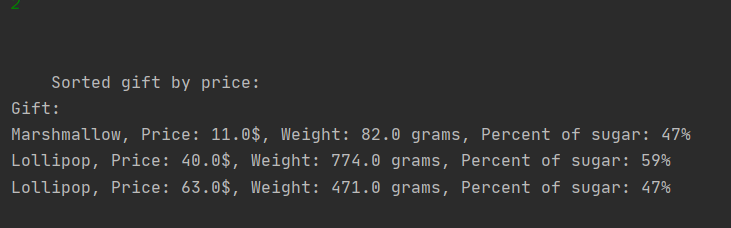 2
Sorted gift by price:
Gift:
Marshmallow, Price: 11.0$, Weight: 82.0 grams, Percent of sugar: 47%
Lollipop, Price: 40.0$, Weight: 774.0 grams, Percent of sugar: 59%
Lollipop, Price: 63.0$, Weight: 471.0 grams, Percent of sugar: 47%